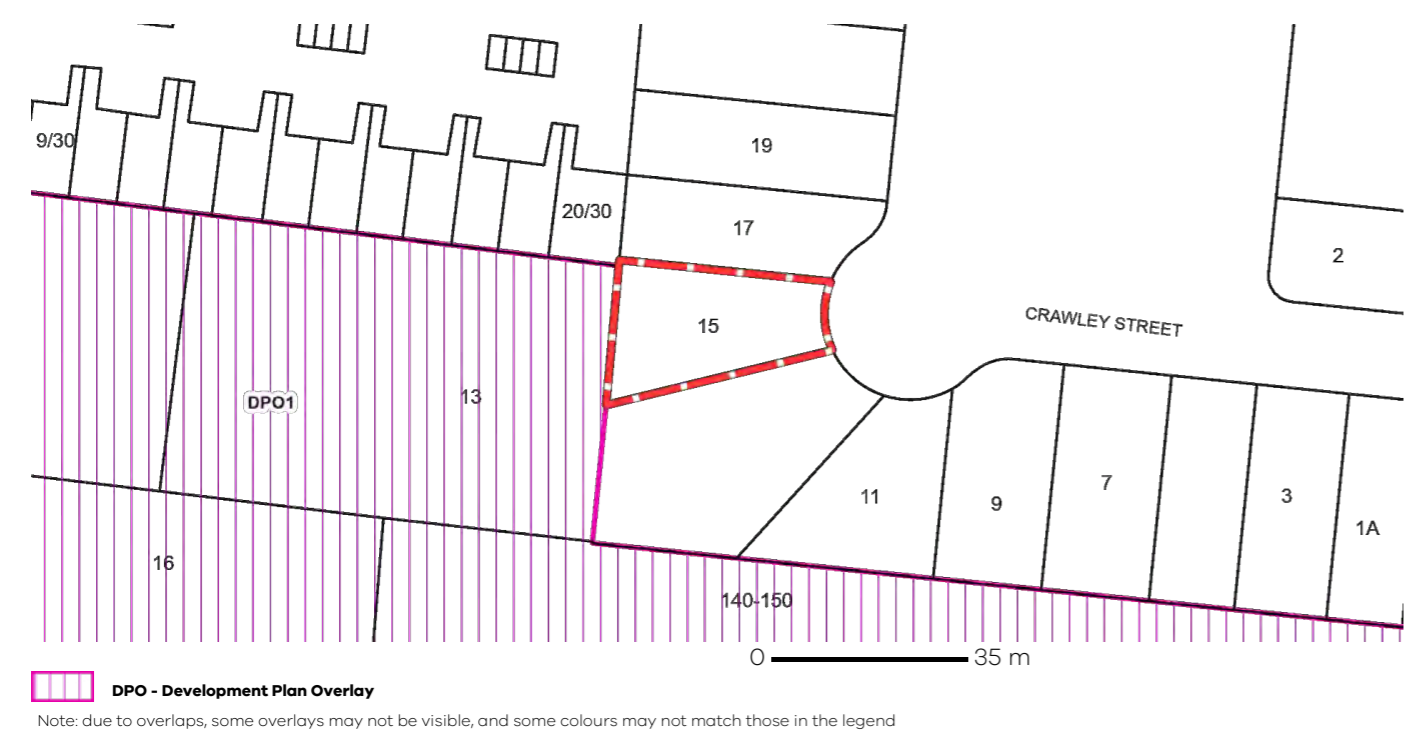 9/30
19
20/30
17
2
15
CRAWLEY STREET
13
DPO1
7
11
3
9
1A
16
140-150
0 35 m
DPO - Development Plan Overlay
Note: due to overlaps, some overlays may not be visible, and some colours may not match those in the legend